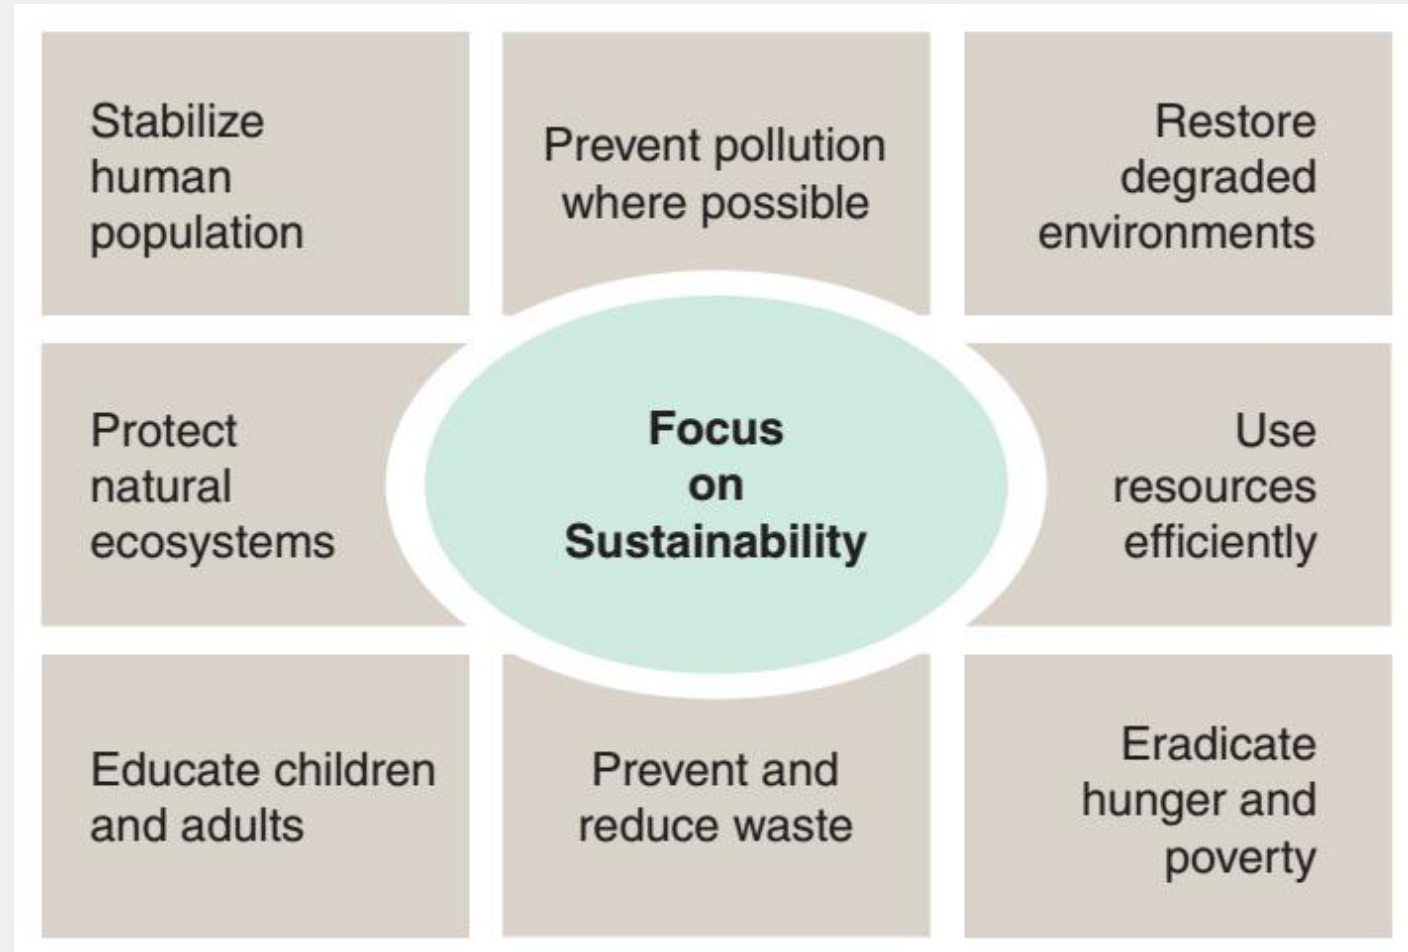 Stabilize
human
population
Prevent pollution
where possible
Restore
degraded
environments
Protect
natural
ecosystems
Focus
on
Sustainability
Use
resources
efficiently
Educate children
and adults
Prevent and
reduce waste
Eradicate
hunger and
poverty